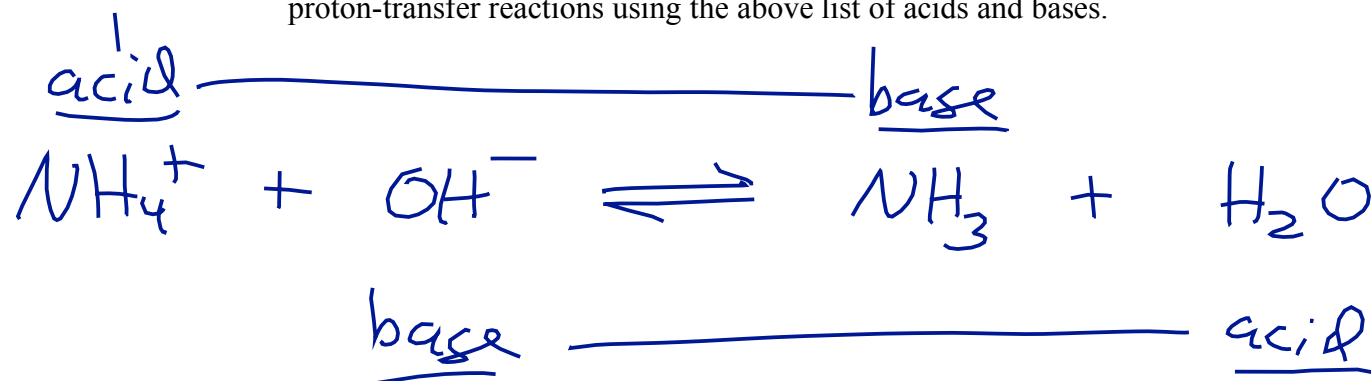 proton-transfer reactions using the above list of acids and bases.
acid base
NH₄⁺ + OH⁻ ⇌ NH₃ + H₂O
base acid